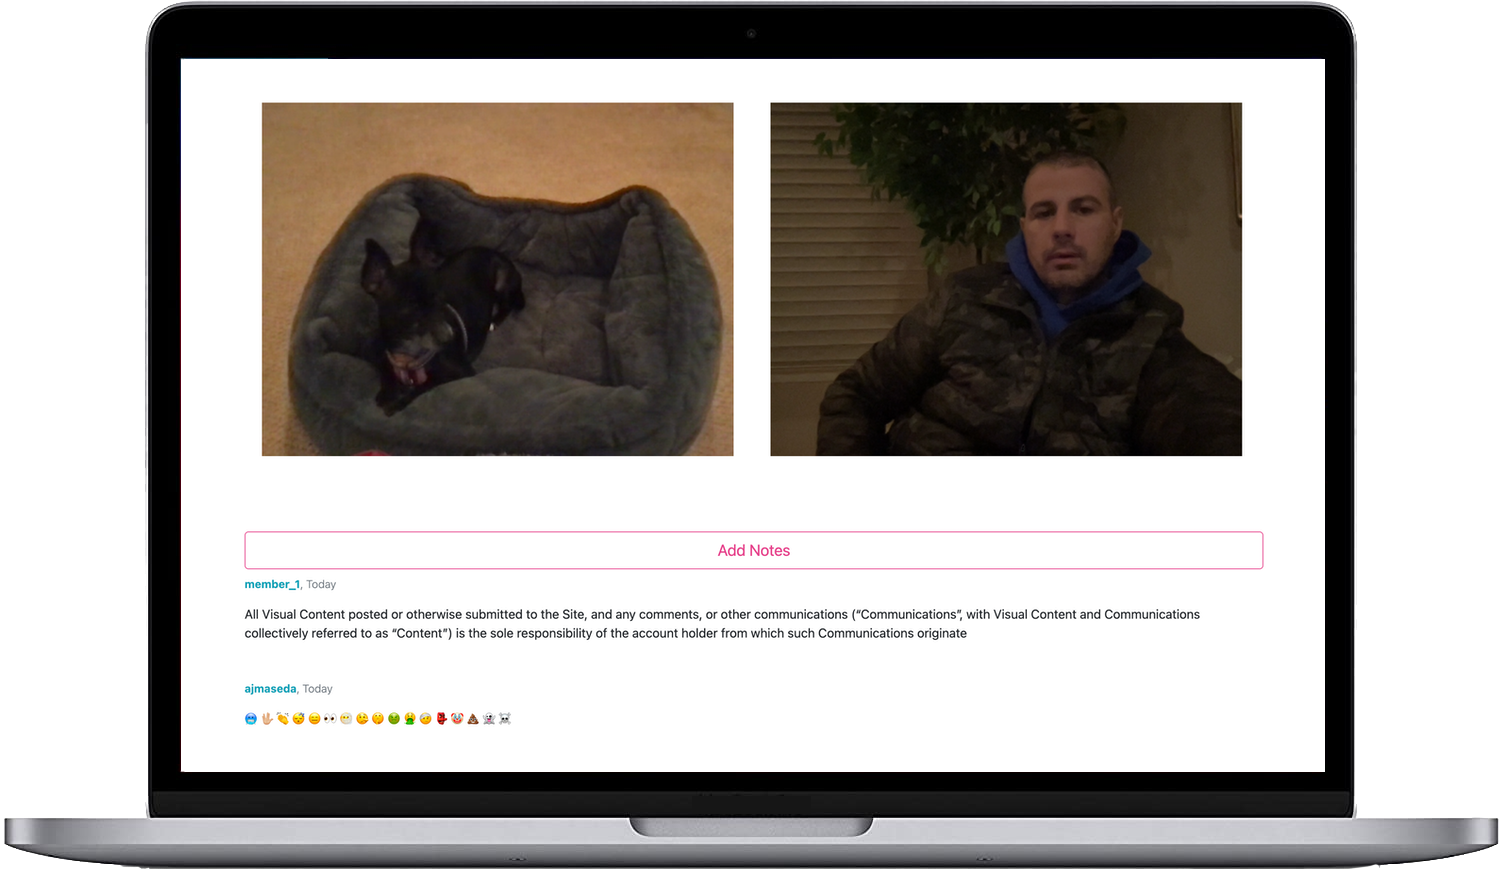 Add Notes
member_1, Today
All Visual Content posted or otherwise submitted to the Site, and any comments, or other communications (“Communications”, with Visual Content and Communications
collectively referred to as “Content”) is the sole responsibility of the account holder from which such Communications originate
ajmaseda, Today